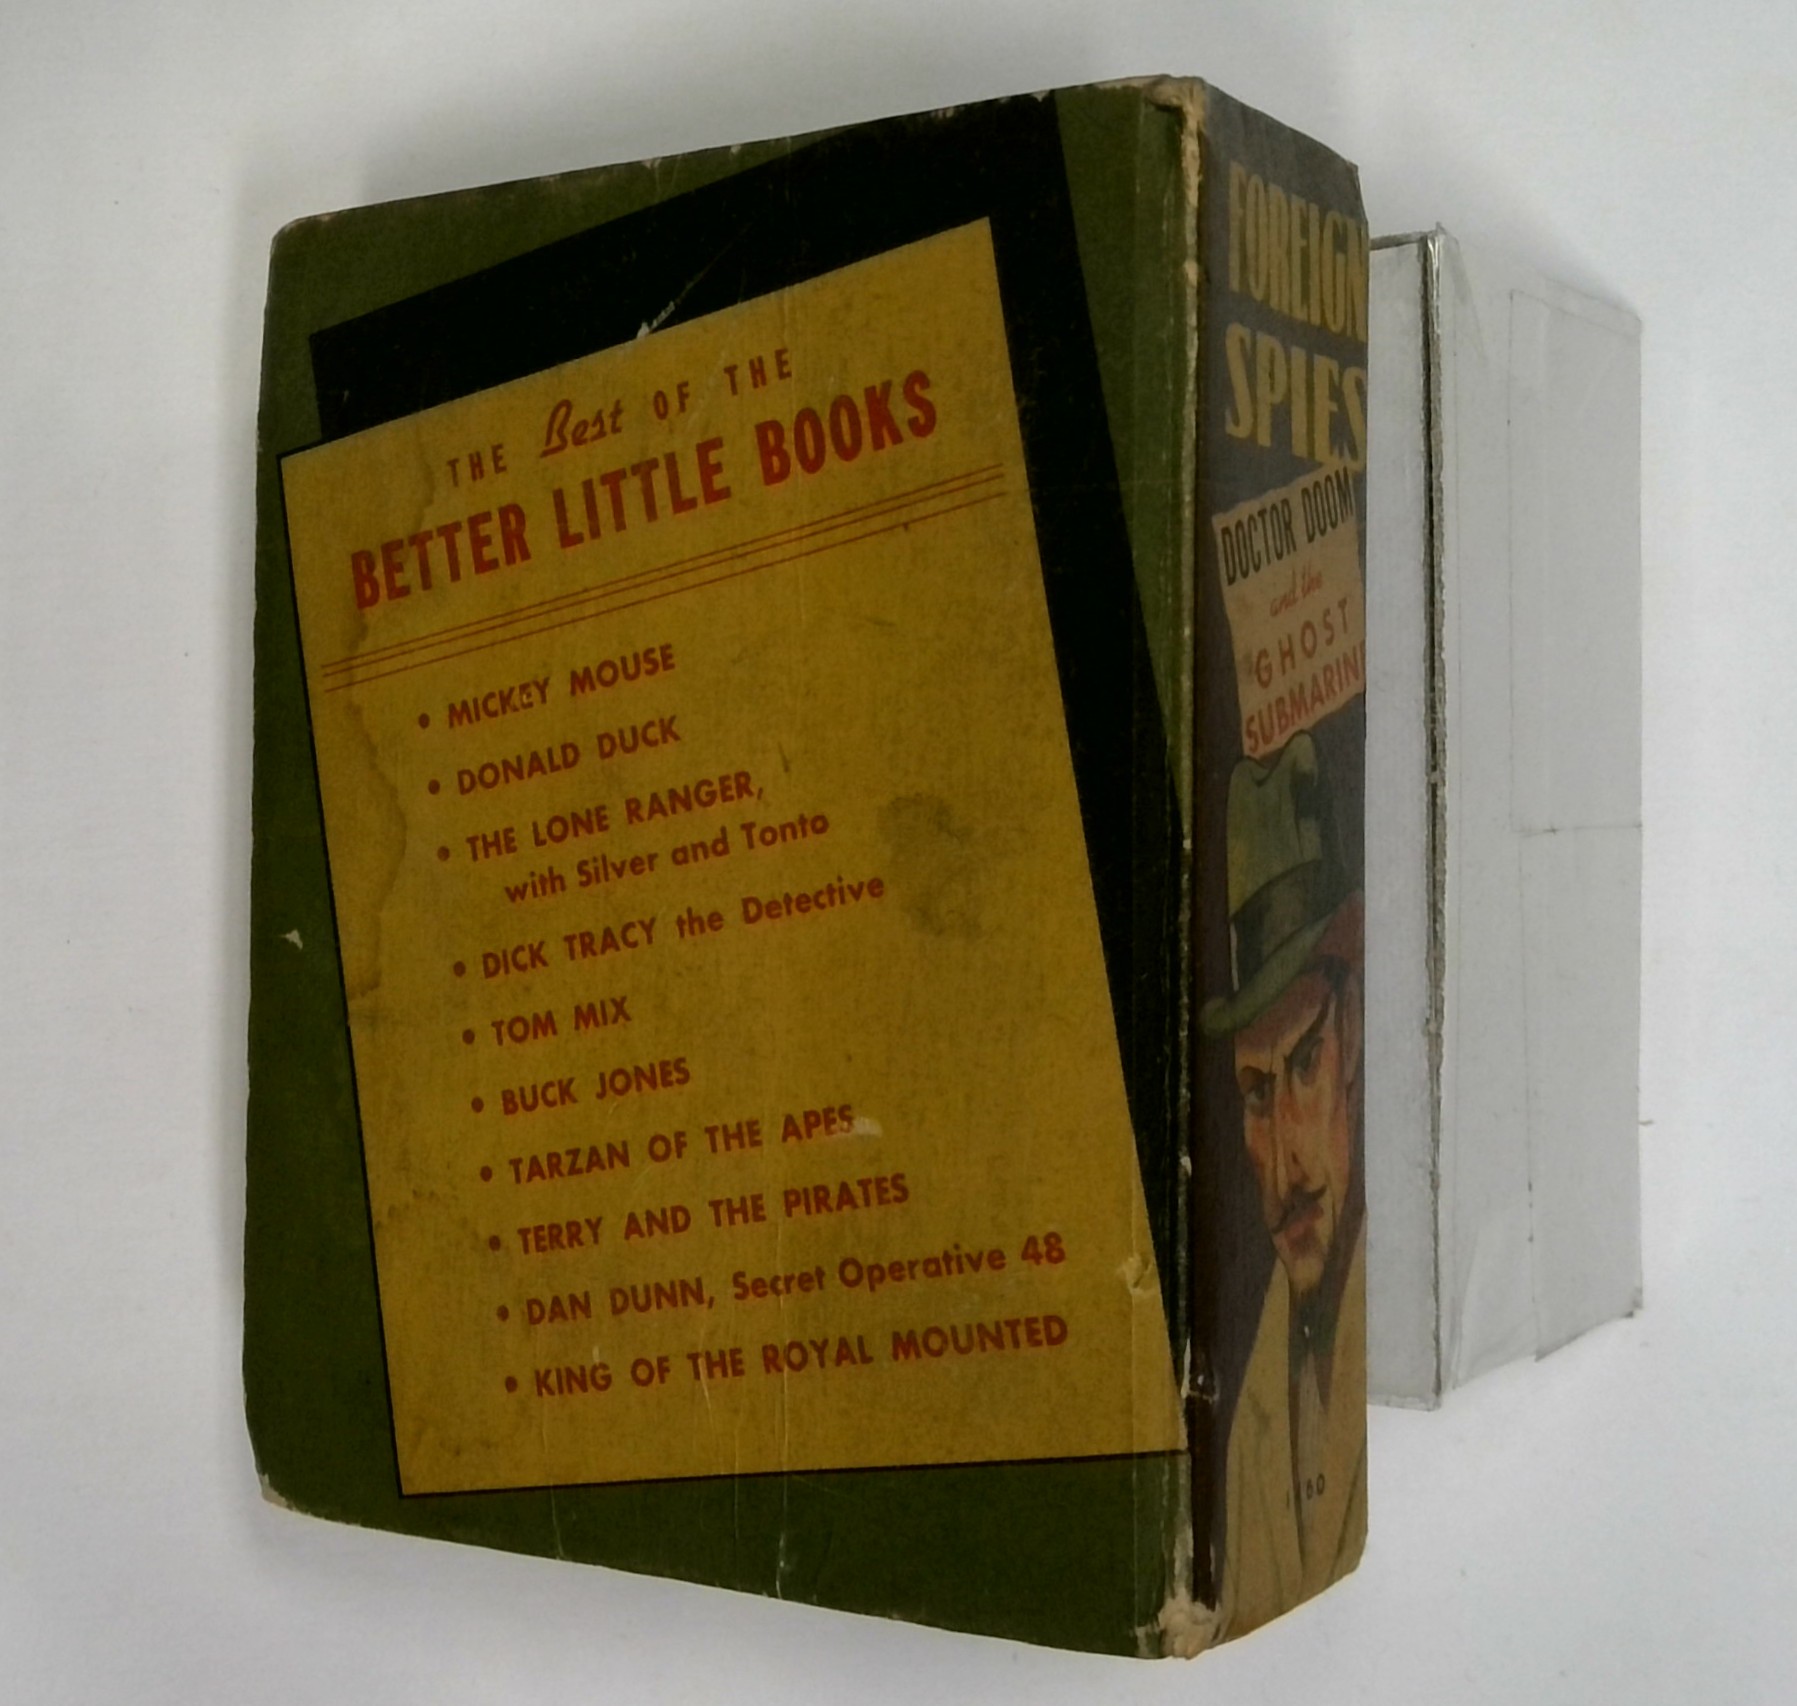 THE Best OF THE
BETTER LITTLE BOOKS
• MICKEY MOUSE
• DONALD DUCK
• THE LONE RANGER,
with Silver and Tonto
• DICK TRACY the Detective
• TOM MIX
• BUCK JONES
• TARZAN OF THE APES
• TERRY AND THE PIRATES
• DAN DUNN, Secret Operative 48
• KING OF THE ROYAL MOUNTED
FOREIGN
SPIES
DOCTOR DOOM
and the
GHOST
SUBMARINE